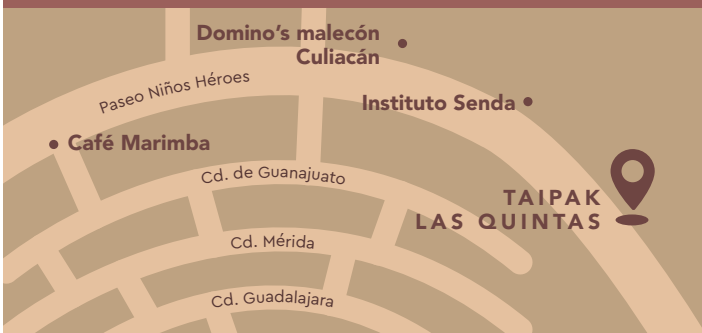 Domino's malecón
Culiacán
Paseo Niños Héroes
Instituto Senda
Café Marimba
Cd. de Guanajuato
TAIPAK
LAS QUINTAS
Cd. Mérida
Cd. Guadalajara